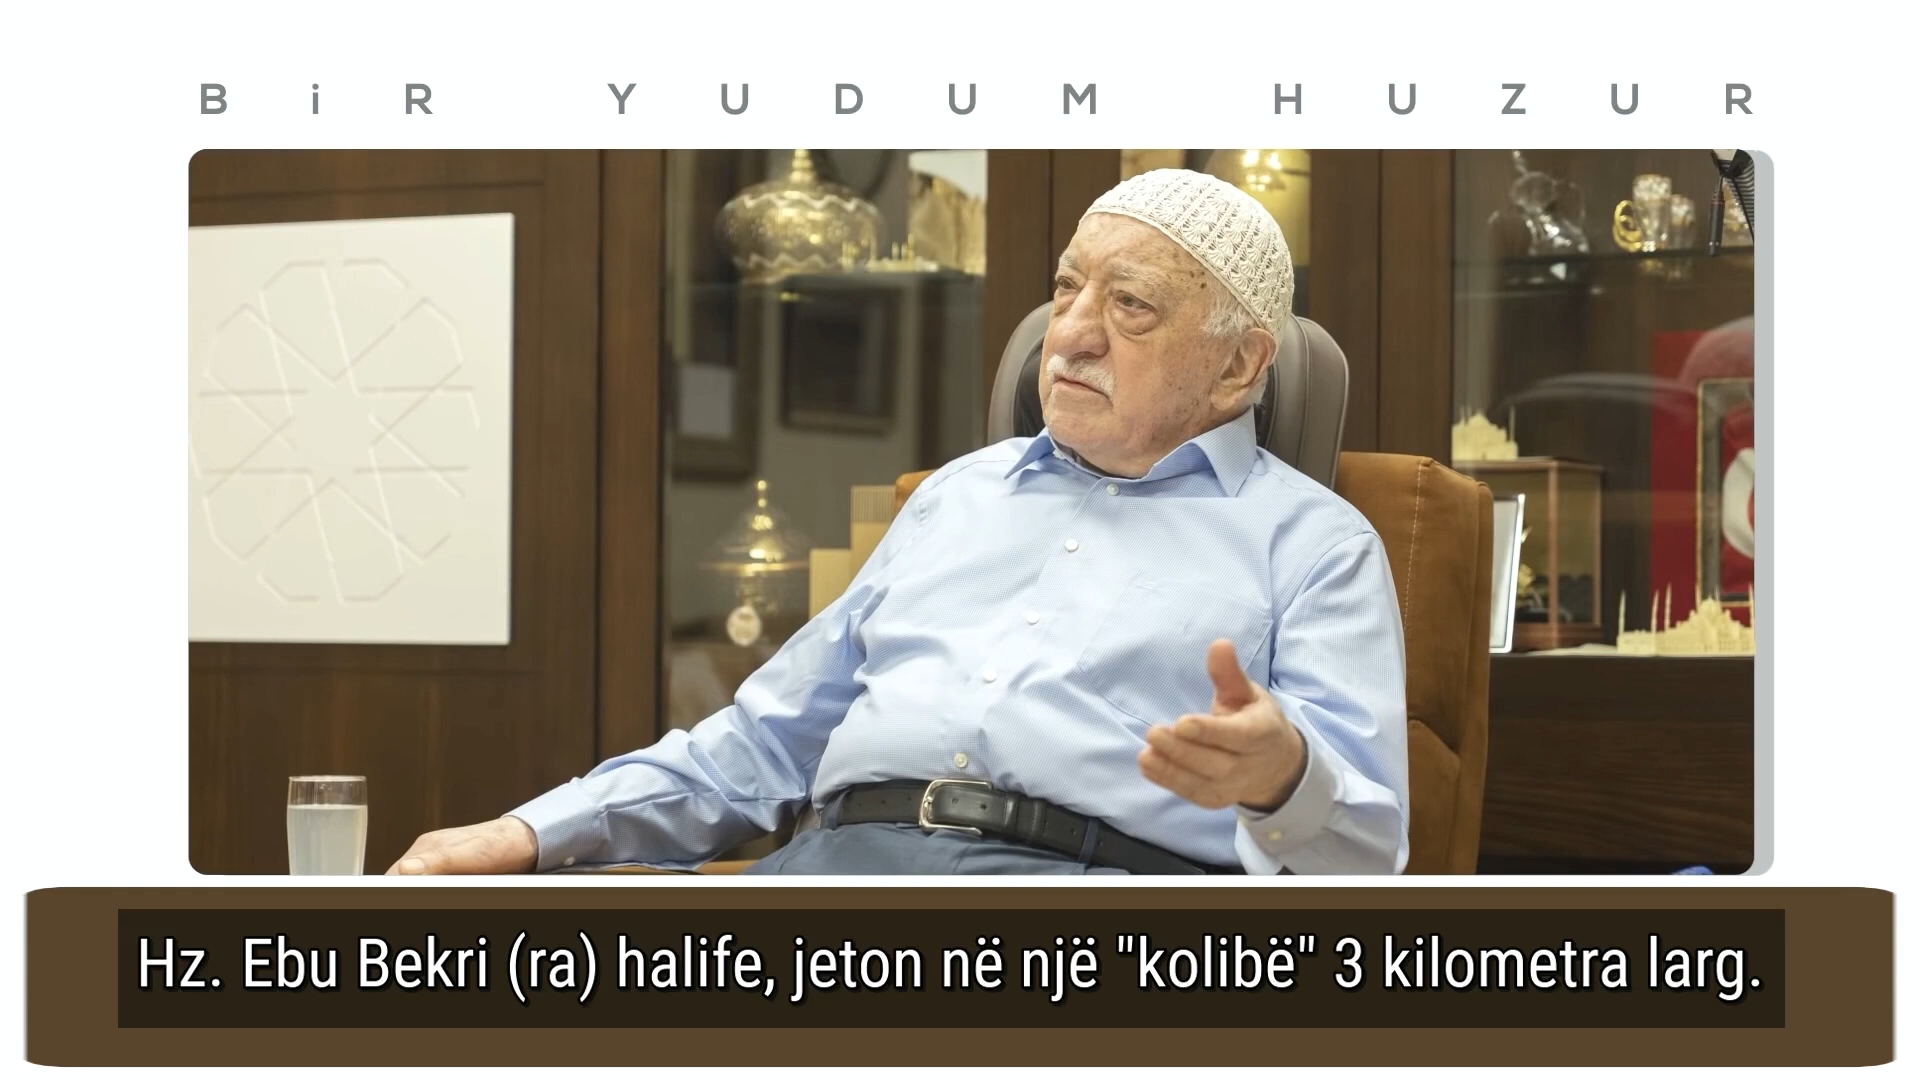 BiR YUDUM HUZUR
Hz. Ebu Bekri (ra) halife, jeton në një "kolibë" 3 kilometra larg.